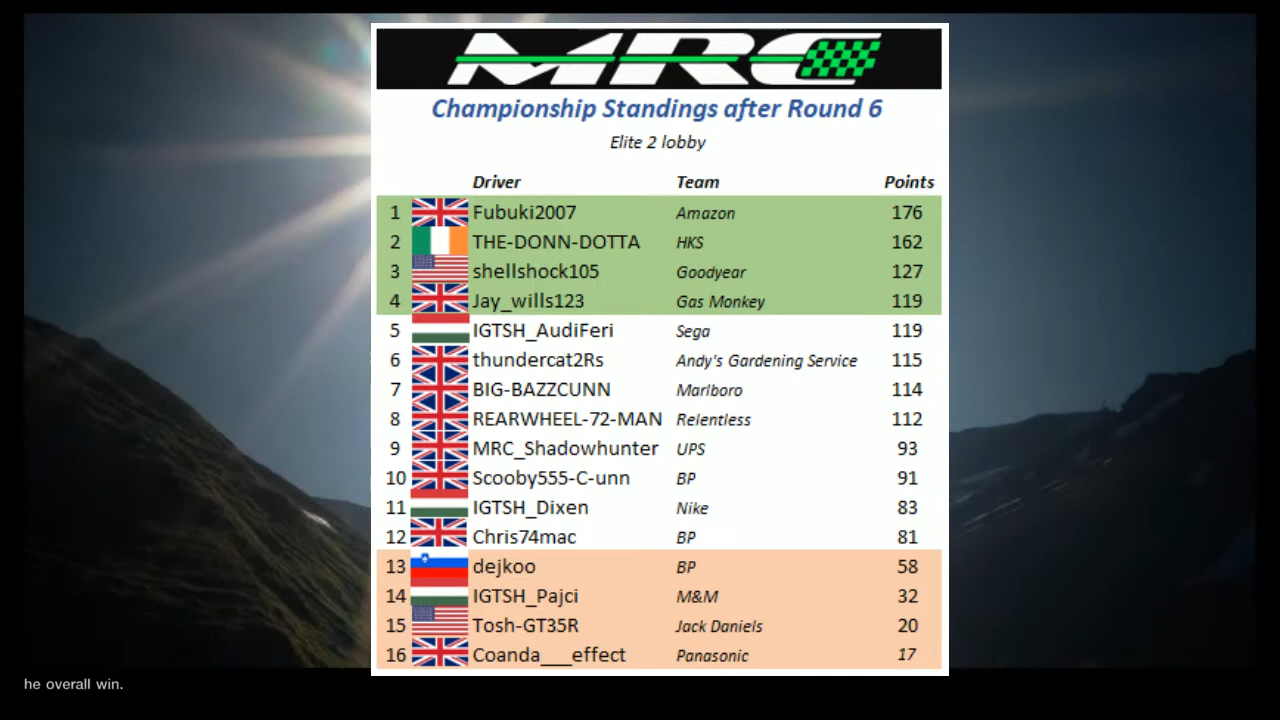 MRC
Championship Standings after Round 6
Elite 2 lobby
Driver Team Points
1 Fubuki2007 Amazon 176
2 THE-DONN-DOTTA HKS 162
3 shellshock105 Goodyear 127
4 Jay_wills123 Gas Monkey 119
5 IGTSH_AudiFeri Sega 119
6 thundercat2Rs Andy's Gardening Service 115
7 BIG-BAZZCUNN Marlboro 114
8 REARWHEEL-72-MAN Relentless 112
9 MRC_Shadowhunter UPS 93
10 Scooby555-C-unn BP 91
11 IGTSH_Dixen Nike 83
12 Chris74mac BP 81
13 dejkoo BP 58
14 IGTSH_Pajci M&M 32
15 Tosh-GT35R Jack Daniels 20
16 Coanda___effect Panasonic 17
he overall win.